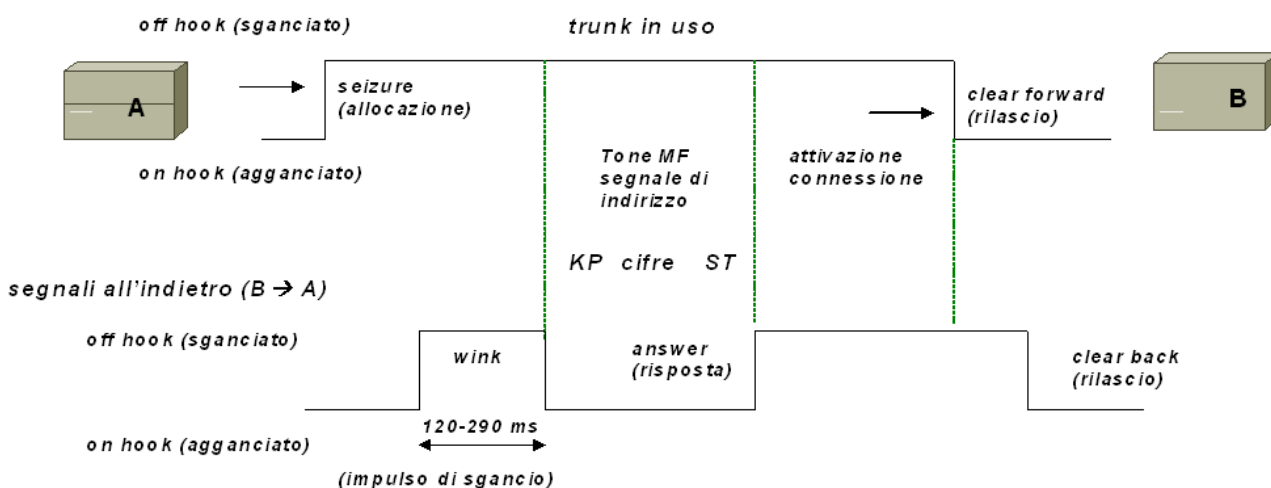 off hook (sganciato)
trunk in uso
A
seizure
(allocazione)
clear forward
(rilascio)
B
on hook (agganciato)
Tone MF
segnale di
indirizzo
attivazione
connessione
KP cifre ST
segnali all'indietro (B → A)
off hook (sganciato)
wink
answer
(risposta)
clear back
(rilascio)
on hook (agganciato)
120-290 ms
(impulso di sgancio)